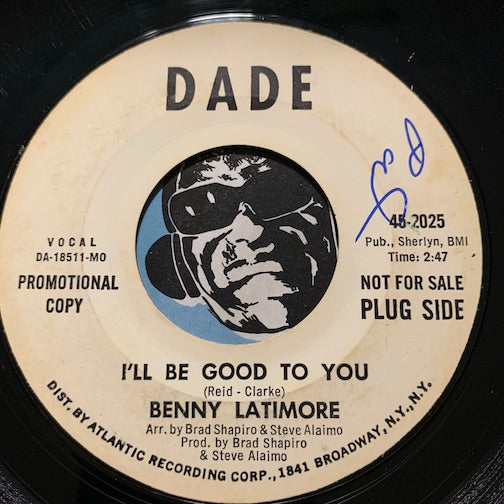 DADE
45-2025
VOCAL
DA-18511-MO
Pub., Sherlyn, BMI
Time: 2:47
PROMOTIONAL
COPY
NOT FOR SALE
PLUG SIDE
I'LL BE GOOD TO YOU
(Reid - Clarke)
BENNY LATIMORE
Arr. by Brad Shapiro & Steve Alaimo
Prod. by Brad Shapiro
& Steve Alaimo
DIST. BY ATLANTIC RECORDING CORP., 1841 BROADWAY, N.Y., N.Y.